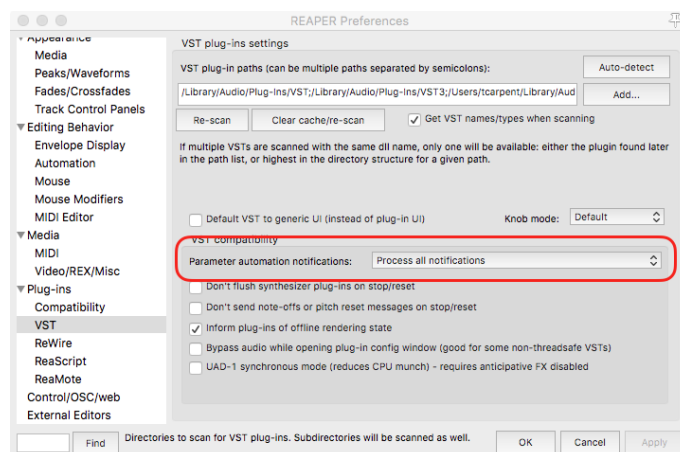 REAPER Preferences
Appearance
Media
Peaks/Waveforms
Fades/Crossfades
Track Control Panels
Editing Behavior
Envelope Display
Automation
Mouse
Mouse Modifiers
MIDI Editor
Media
MIDI
Video/REX/Misc
Plug-ins
Compatibility
VST
ReWire
ReaScript
ReaMote
Control/OSC/web
External Editors
Find
VST plug-ins settings
VST plug-in paths (can be multiple paths separated by semicolons):
Auto-detect
/Library/Audio/Plug-Ins/VST;/Library/Audio/Plug-Ins/VST3;/Users/tcarpent/Library/Aud
Add...
Re-scan
Clear cache/re-scan
Get VST names/types when scanning
If multiple VSTs are scanned with the same dll name, only one will be available: either the plugin found later
in the path list, or highest in the directory structure for a given path.
Default VST to generic UI (instead of plug-in UI)
Knob mode:
Default
VST compatibility
Parameter automation notifications:
Process all notifications
Don't flush synthesizer plug-ins on stop/reset
Don't send note-offs or pitch reset messages on stop/reset
Inform plug-ins of offline rendering state
Bypass audio while opening plug-in config window (good for some non-threadsafe VSTs)
UAD-1 synchronous mode (reduces CPU munch) - requires anticipative FX disabled
Directories to scan for VST plug-ins. Subdirectories will be scanned as well.
OK
Cancel
Apply